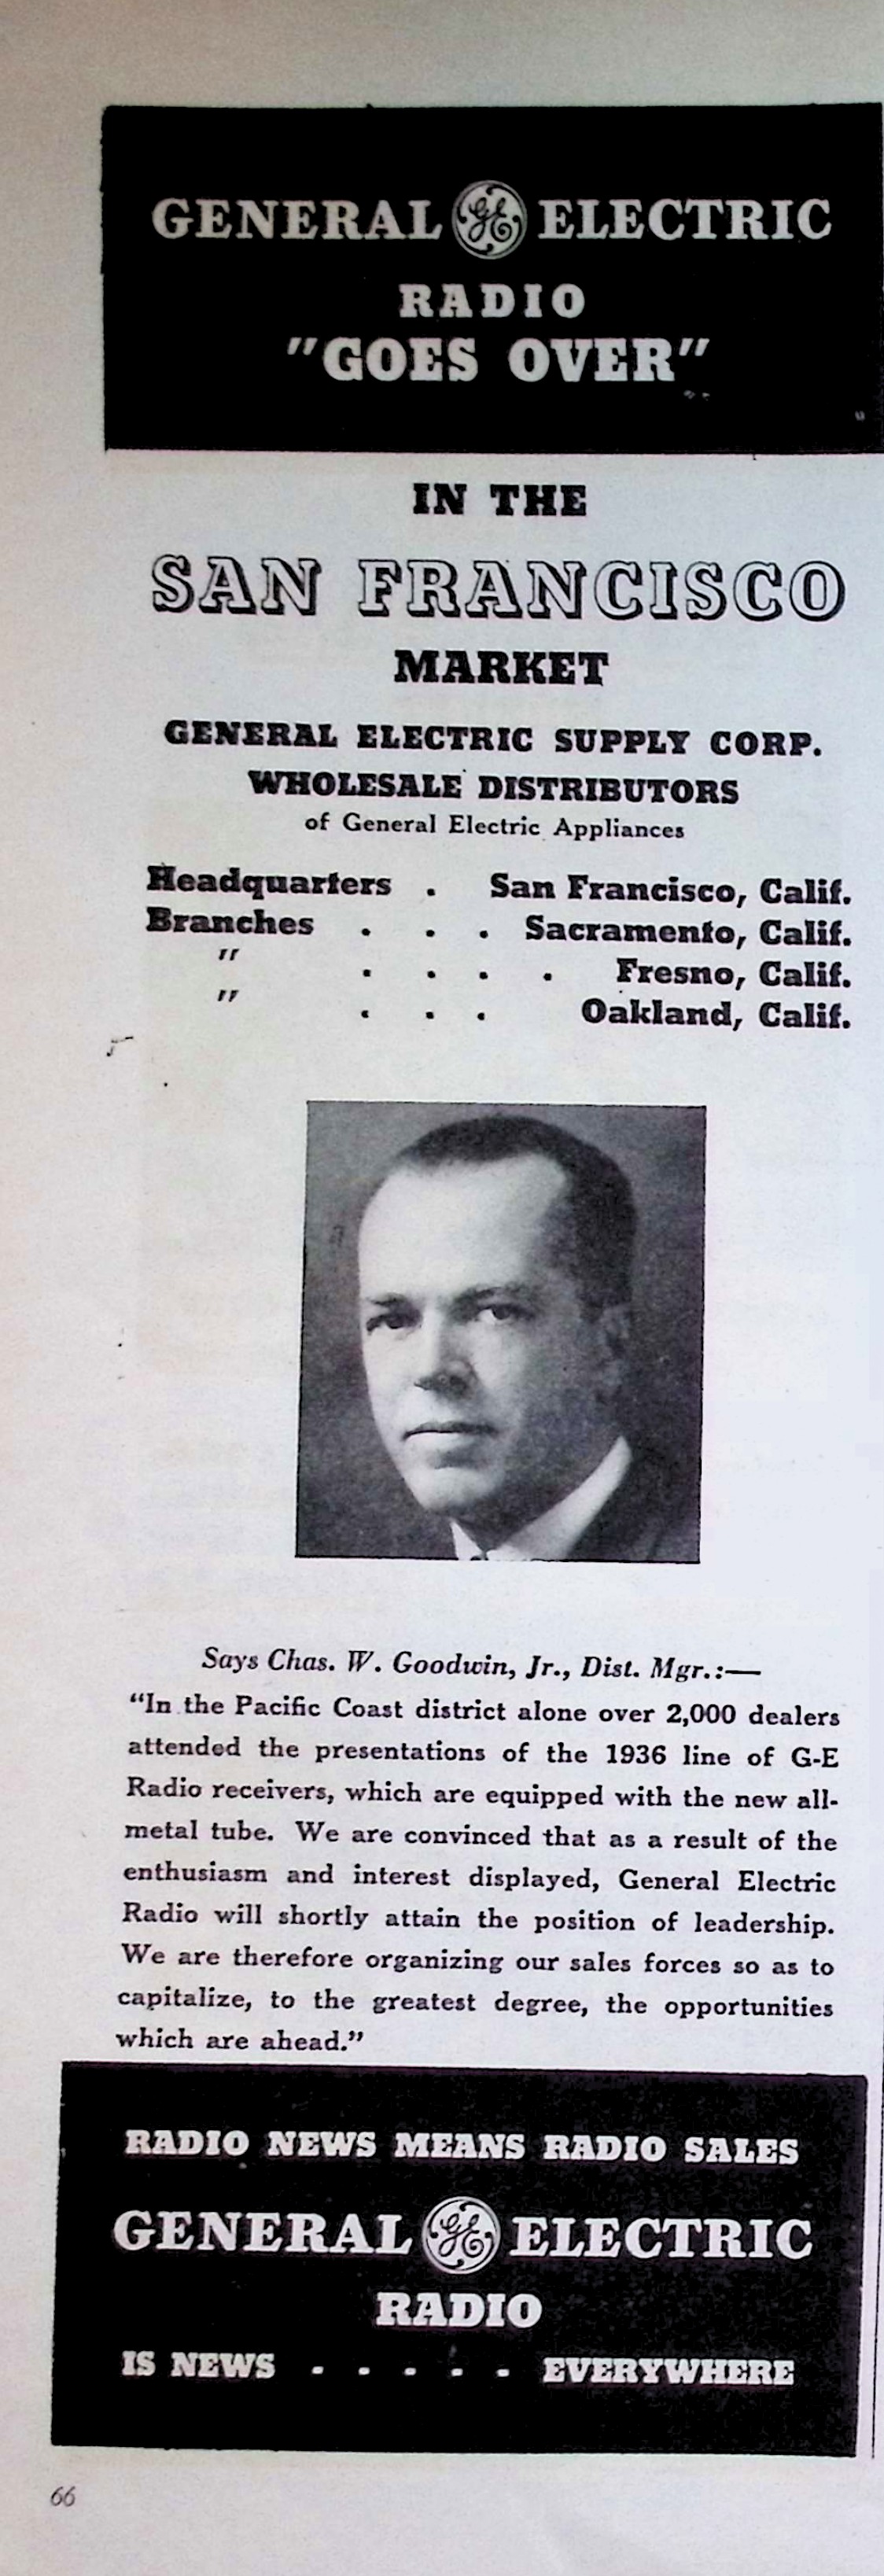 GENERAL GE ELECTRIC
RADIO
"GOES OVER"
IN THE
SAN FRANCISCO
MARKET
GENERAL ELECTRIC SUPPLY CORP.
WHOLESALE DISTRIBUTORS
of General Electric Appliances
Headquarters . San Francisco, Calif.
Branches . . . Sacramento, Calif.
" . . . . Fresno, Calif.
" . . . Oakland, Calif.
Says Chas. W. Goodwin, Jr., Dist. Mgr.:—
“In the Pacific Coast district alone over 2,000 dealers
attended the presentations of the 1936 line of G-E
Radio receivers, which are equipped with the new all-
metal tube. We are convinced that as a result of the
enthusiasm and interest displayed, General Electric
Radio will shortly attain the position of leadership.
We are therefore organizing our sales forces so as to
capitalize, to the greatest degree, the opportunities
which are ahead.”
RADIO NEWS MEANS RADIO SALES
GENERAL GE ELECTRIC
RADIO
IS NEWS . . . . . EVERYWHERE
66